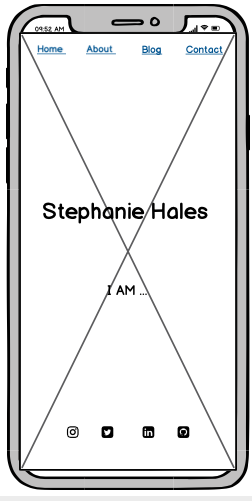 09:52 AM
Home About Blog Contact
Stephanie Hales
I AM ...